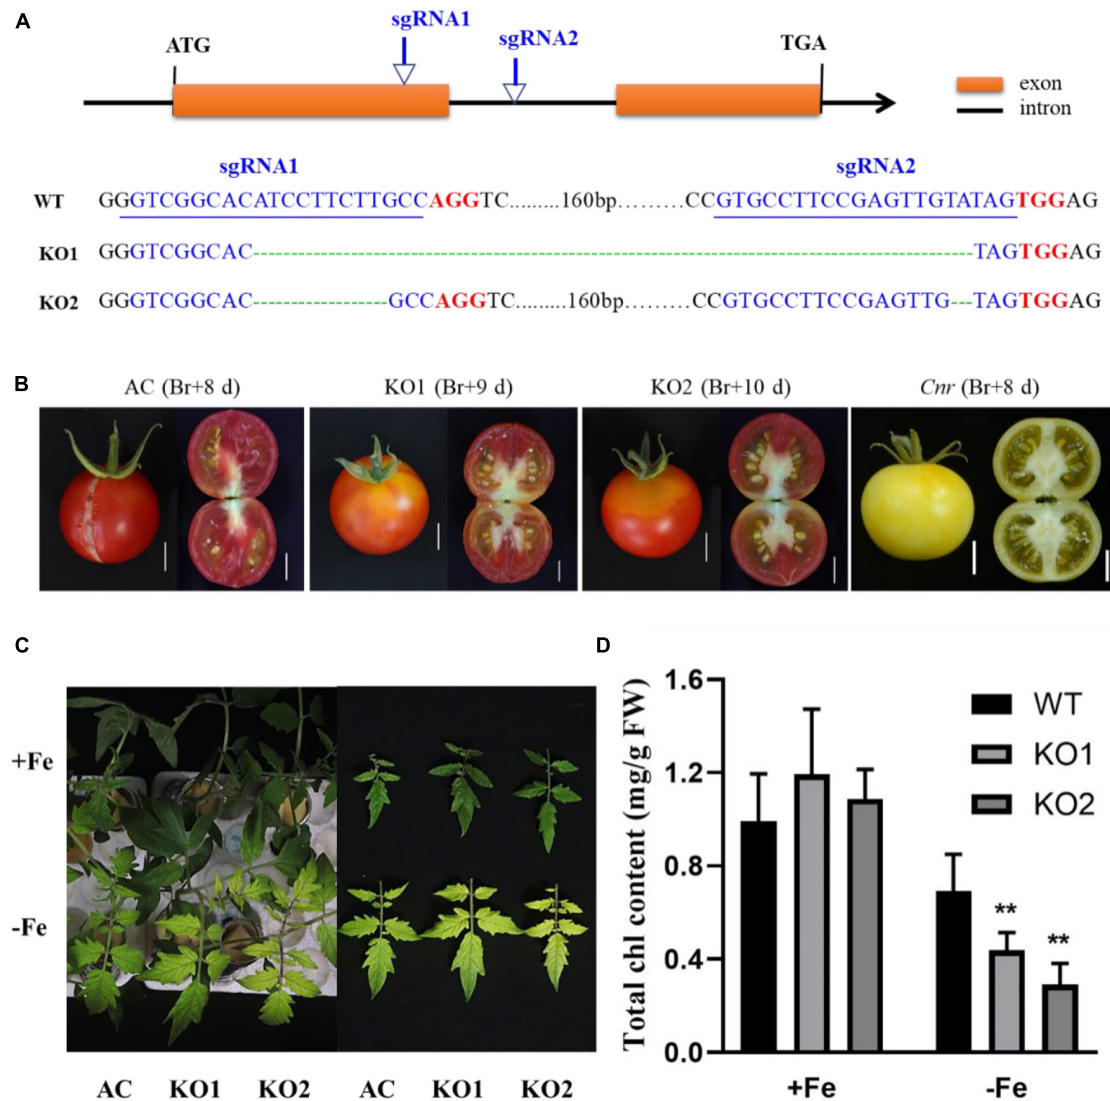 A
sgRNA1
sgRNA2
ATG
TGA
exon
intron
sgRNA1
sgRNA2
WT GGGTCGGCACATCCTTCTTGCCAGGTC.........160bp.........CCGTGCCTTCCGAGTTGTATAGTGGAG
KO1 GGGTCGGCAC----------------------------------------------------------------------TAGTGGAG
KO2 GGGTCGGCAC-------------GCCAGGTC.........160bp.........CCGTGCCTTCCGAGTTG---TAGTGGAG
B
AC (Br+8 d) KO1 (Br+9 d) KO2 (Br+10 d) Cnr (Br+8 d)
C
+Fe
-Fe
AC KO1 KO2 AC KO1 KO2
D
Total chl content (mg/g FW)
1.6
1.2
0.8
0.4
0.0
WT
KO1
KO2
**
**
+Fe -Fe